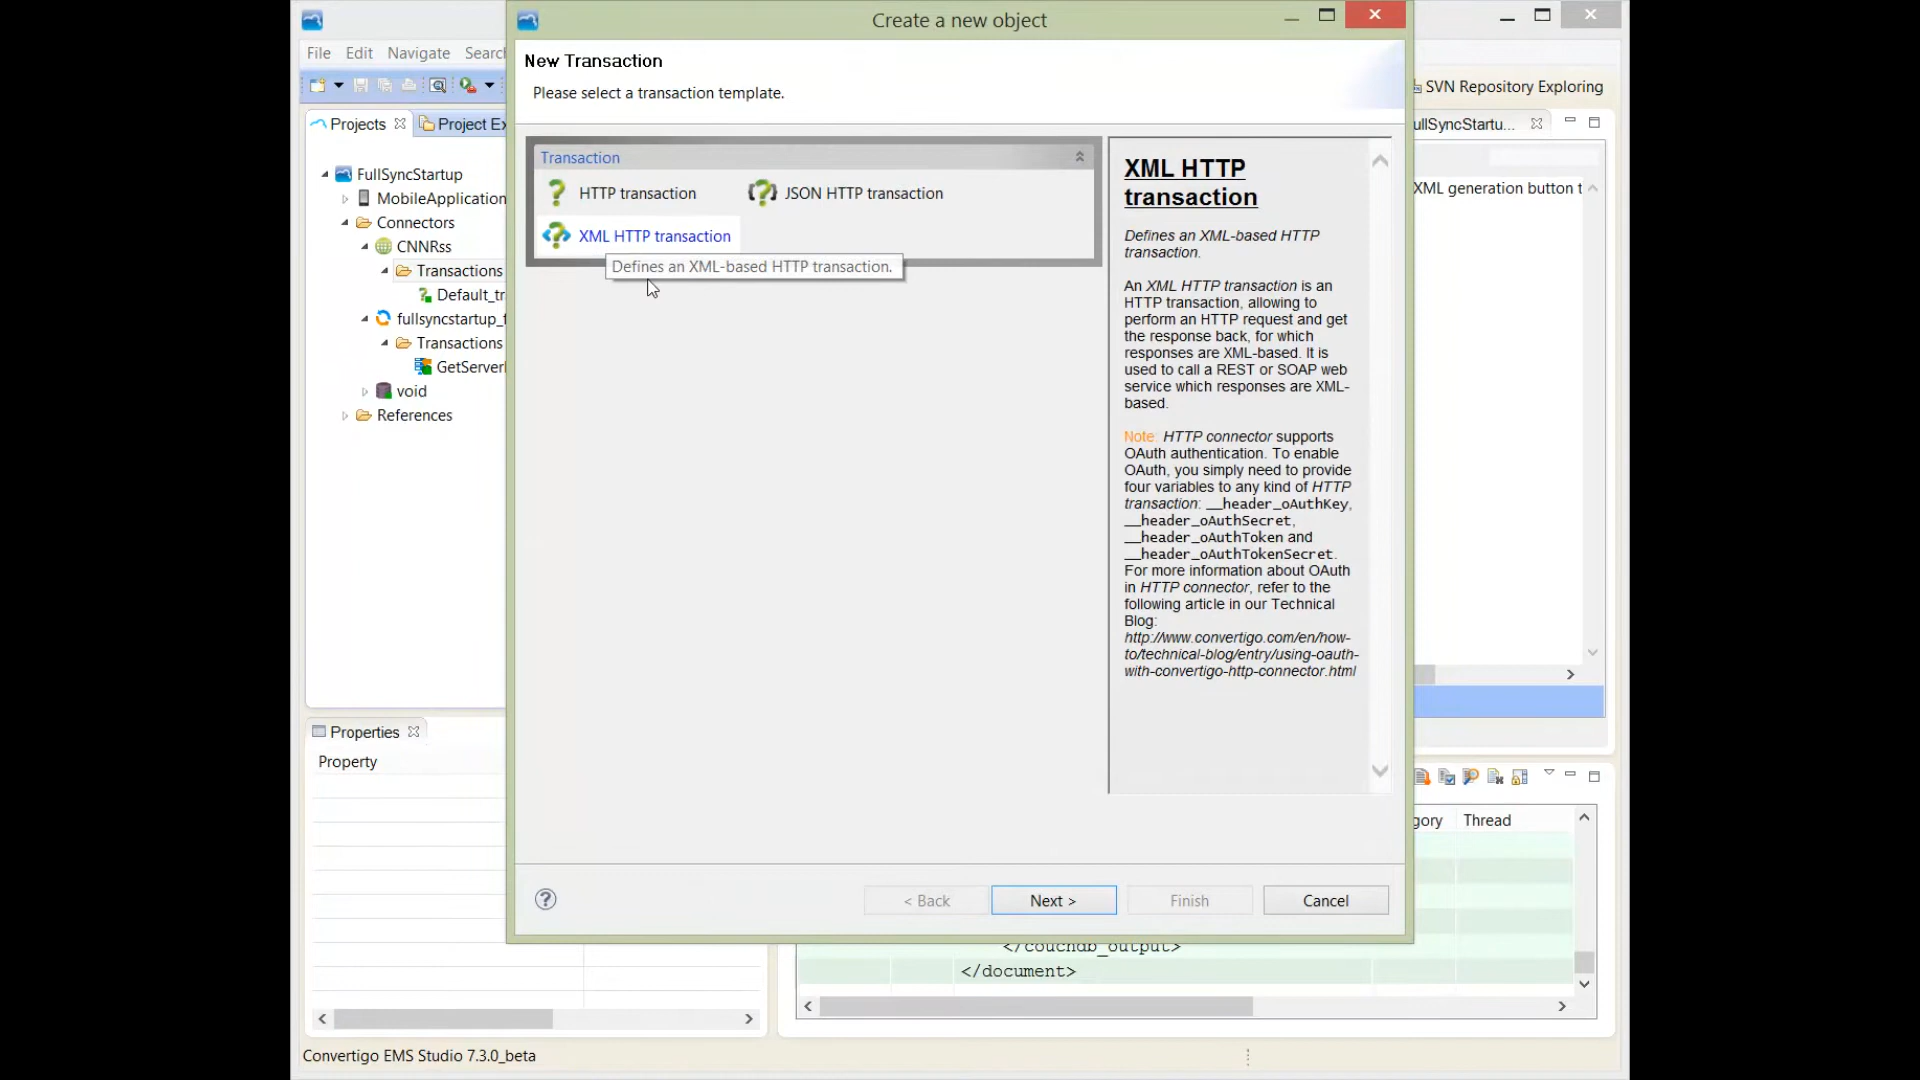 Create a new object
File Edit Navigate Search
New Transaction
Please select a transaction template.
SVN Repository Exploring
Projects
Project Ex
ullSyncStartu...
Transaction
HTTP transaction
JSON HTTP transaction
XML HTTP transaction
Defines an XML-based HTTP transaction.
FullSyncStartup
MobileApplication
Connectors
CNNRss
Transactions
Default_tr
fullsyncstartup_f
Transactions
GetServerI
void
References
XML HTTP
transaction
Defines an XML-based HTTP
transaction.
An XML HTTP transaction is an
HTTP transaction, allowing to
perform an HTTP request and get
the response back, for which
responses are XML-based. It is
used to call a REST or SOAP web
service which responses are XML-
based.
Note: HTTP connector supports
OAuth authentication. To enable
OAuth, you simply need to provide
four variables to any kind of HTTP
transaction: __header_oAuthKey,
__header_oAuthSecret,
__header_oAuthToken and
__header_oAuthTokenSecret.
For more information about OAuth
in HTTP connector, refer to the
following article in our Technical
Blog:
http://www.convertigo.com/en/how-
to/technical-blog/entry/using-oauth-
with-convertigo-http-connector.html
XML generation button t
Properties
Property
gory Thread
< Back
Next >
Finish
Cancel
</couchdb_output>
</document>
Convertigo EMS Studio 7.3.0_beta